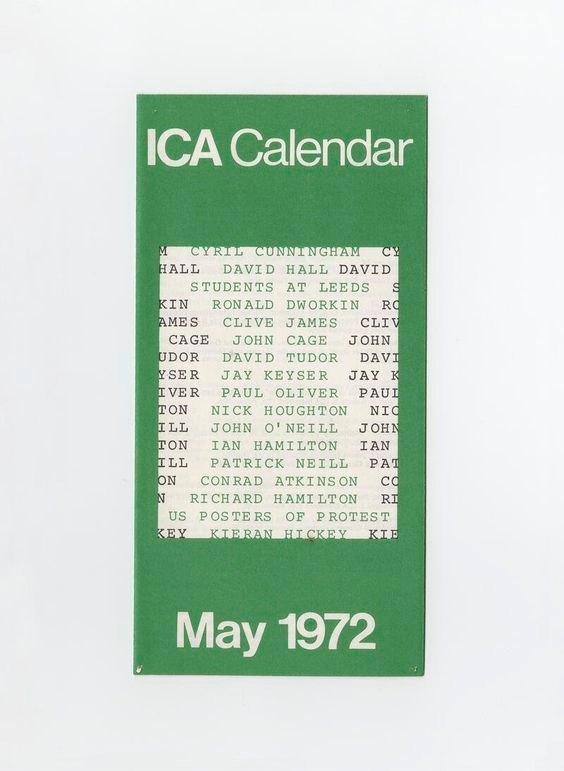 ICA Calendar
M CYRIL CUNNINGHAM CY
HALL DAVID HALL DAVID
STUDENTS AT LEEDS S
KIN RONALD DWORKIN RO
AMES CLIVE JAMES CLIV
CAGE JOHN CAGE JOHN
UDOR DAVID TUDOR DAVI
YSER JAY KEYSER JAY K
IVER PAUL OLIVER PAUL
TON NICK HOUGHTON NIC
ILL JOHN O'NEILL JOHN
TON IAN HAMILTON IAN
ILL PATRICK NEILL PAT
ON CONRAD ATKINSON CO
N RICHARD HAMILTON RI
US POSTERS OF PROTEST
KEY KIERAN HICKEY KIE
May 1972